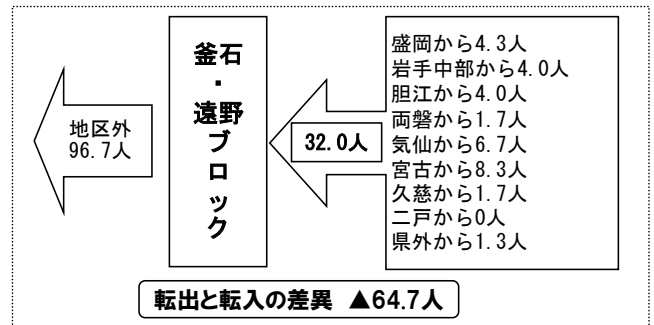 地区外
96.7人
釜石・遠野ブロック
32.0人
盛岡から4.3人
岩手中部から4.0人
胆江から4.0人
両磐から1.7人
気仙から6.7人
宮古から8.3人
久慈から1.7人
二戸から0人
県外から1.3人
転出と転入の差異 ▲64.7人